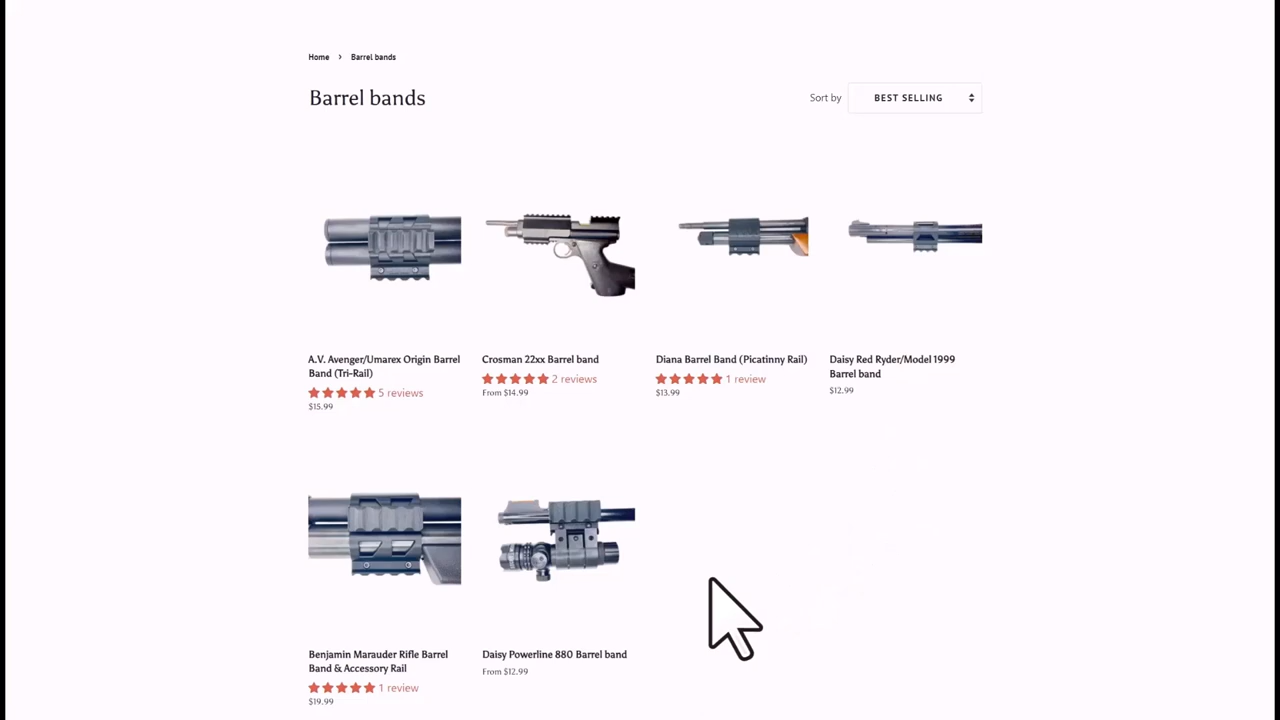 Home › Barrel bands
Barrel bands
Sort by
BEST SELLING
A.V. Avenger/Umarex Origin Barrel
Band (Tri-Rail)
5 reviews
$15.99
Crosman 22xx Barrel band
2 reviews
From $14.99
Diana Barrel Band (Picatinny Rail)
1 review
$13.99
Daisy Red Ryder/Model 1999
Barrel band
$12.99
Benjamin Marauder Rifle Barrel
Band & Accessory Rail
1 review
$19.99
Daisy Powerline 880 Barrel band
From $12.99